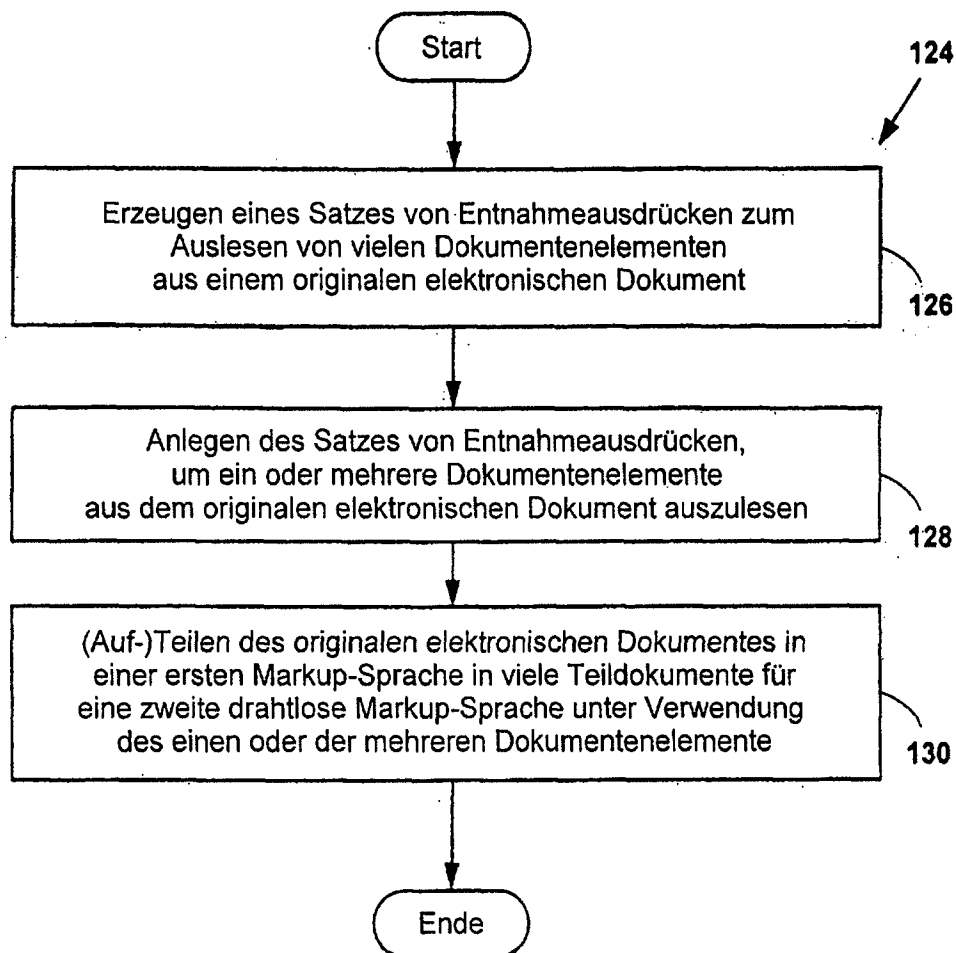 Start
124
Erzeugen eines Satzes von Entnahmeausdrücken zum
Auslesen von vielen Dokumentenelementen
aus einem originalen elektronischen Dokument
126
Anlegen des Satzes von Entnahmeausdrücken,
um ein oder mehrere Dokumentenelemente
aus dem originalen elektronischen Dokument auszulesen
128
(Auf-)Teilen des originalen elektronischen Dokumentes in
einer ersten Markup-Sprache in viele Teildokumente für
eine zweite drahtlose Markup-Sprache unter Verwendung
des einen oder der mehreren Dokumentenelemente
130
Ende